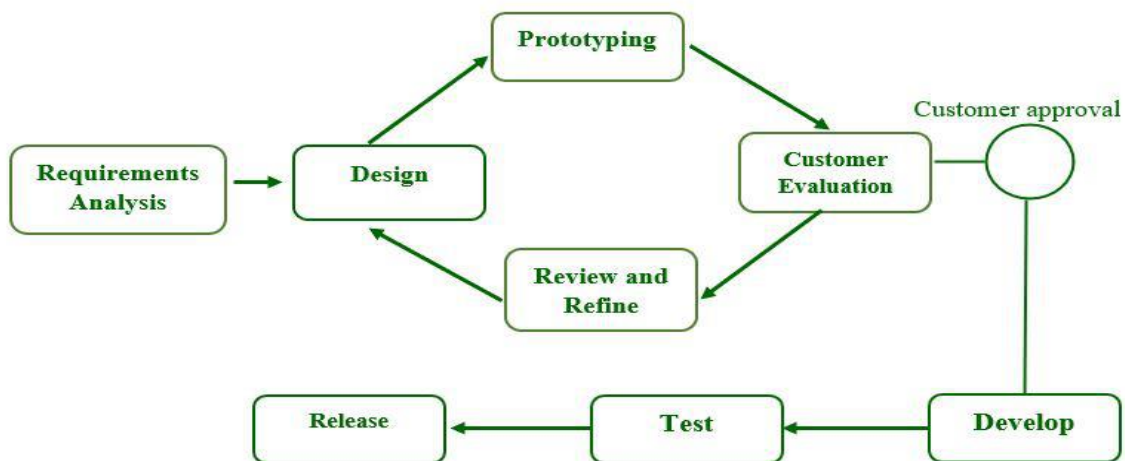 Prototyping
Customer approval
Requirements
Analysis
Design
Customer
Evaluation
Review and
Refine
Release
Test
Develop